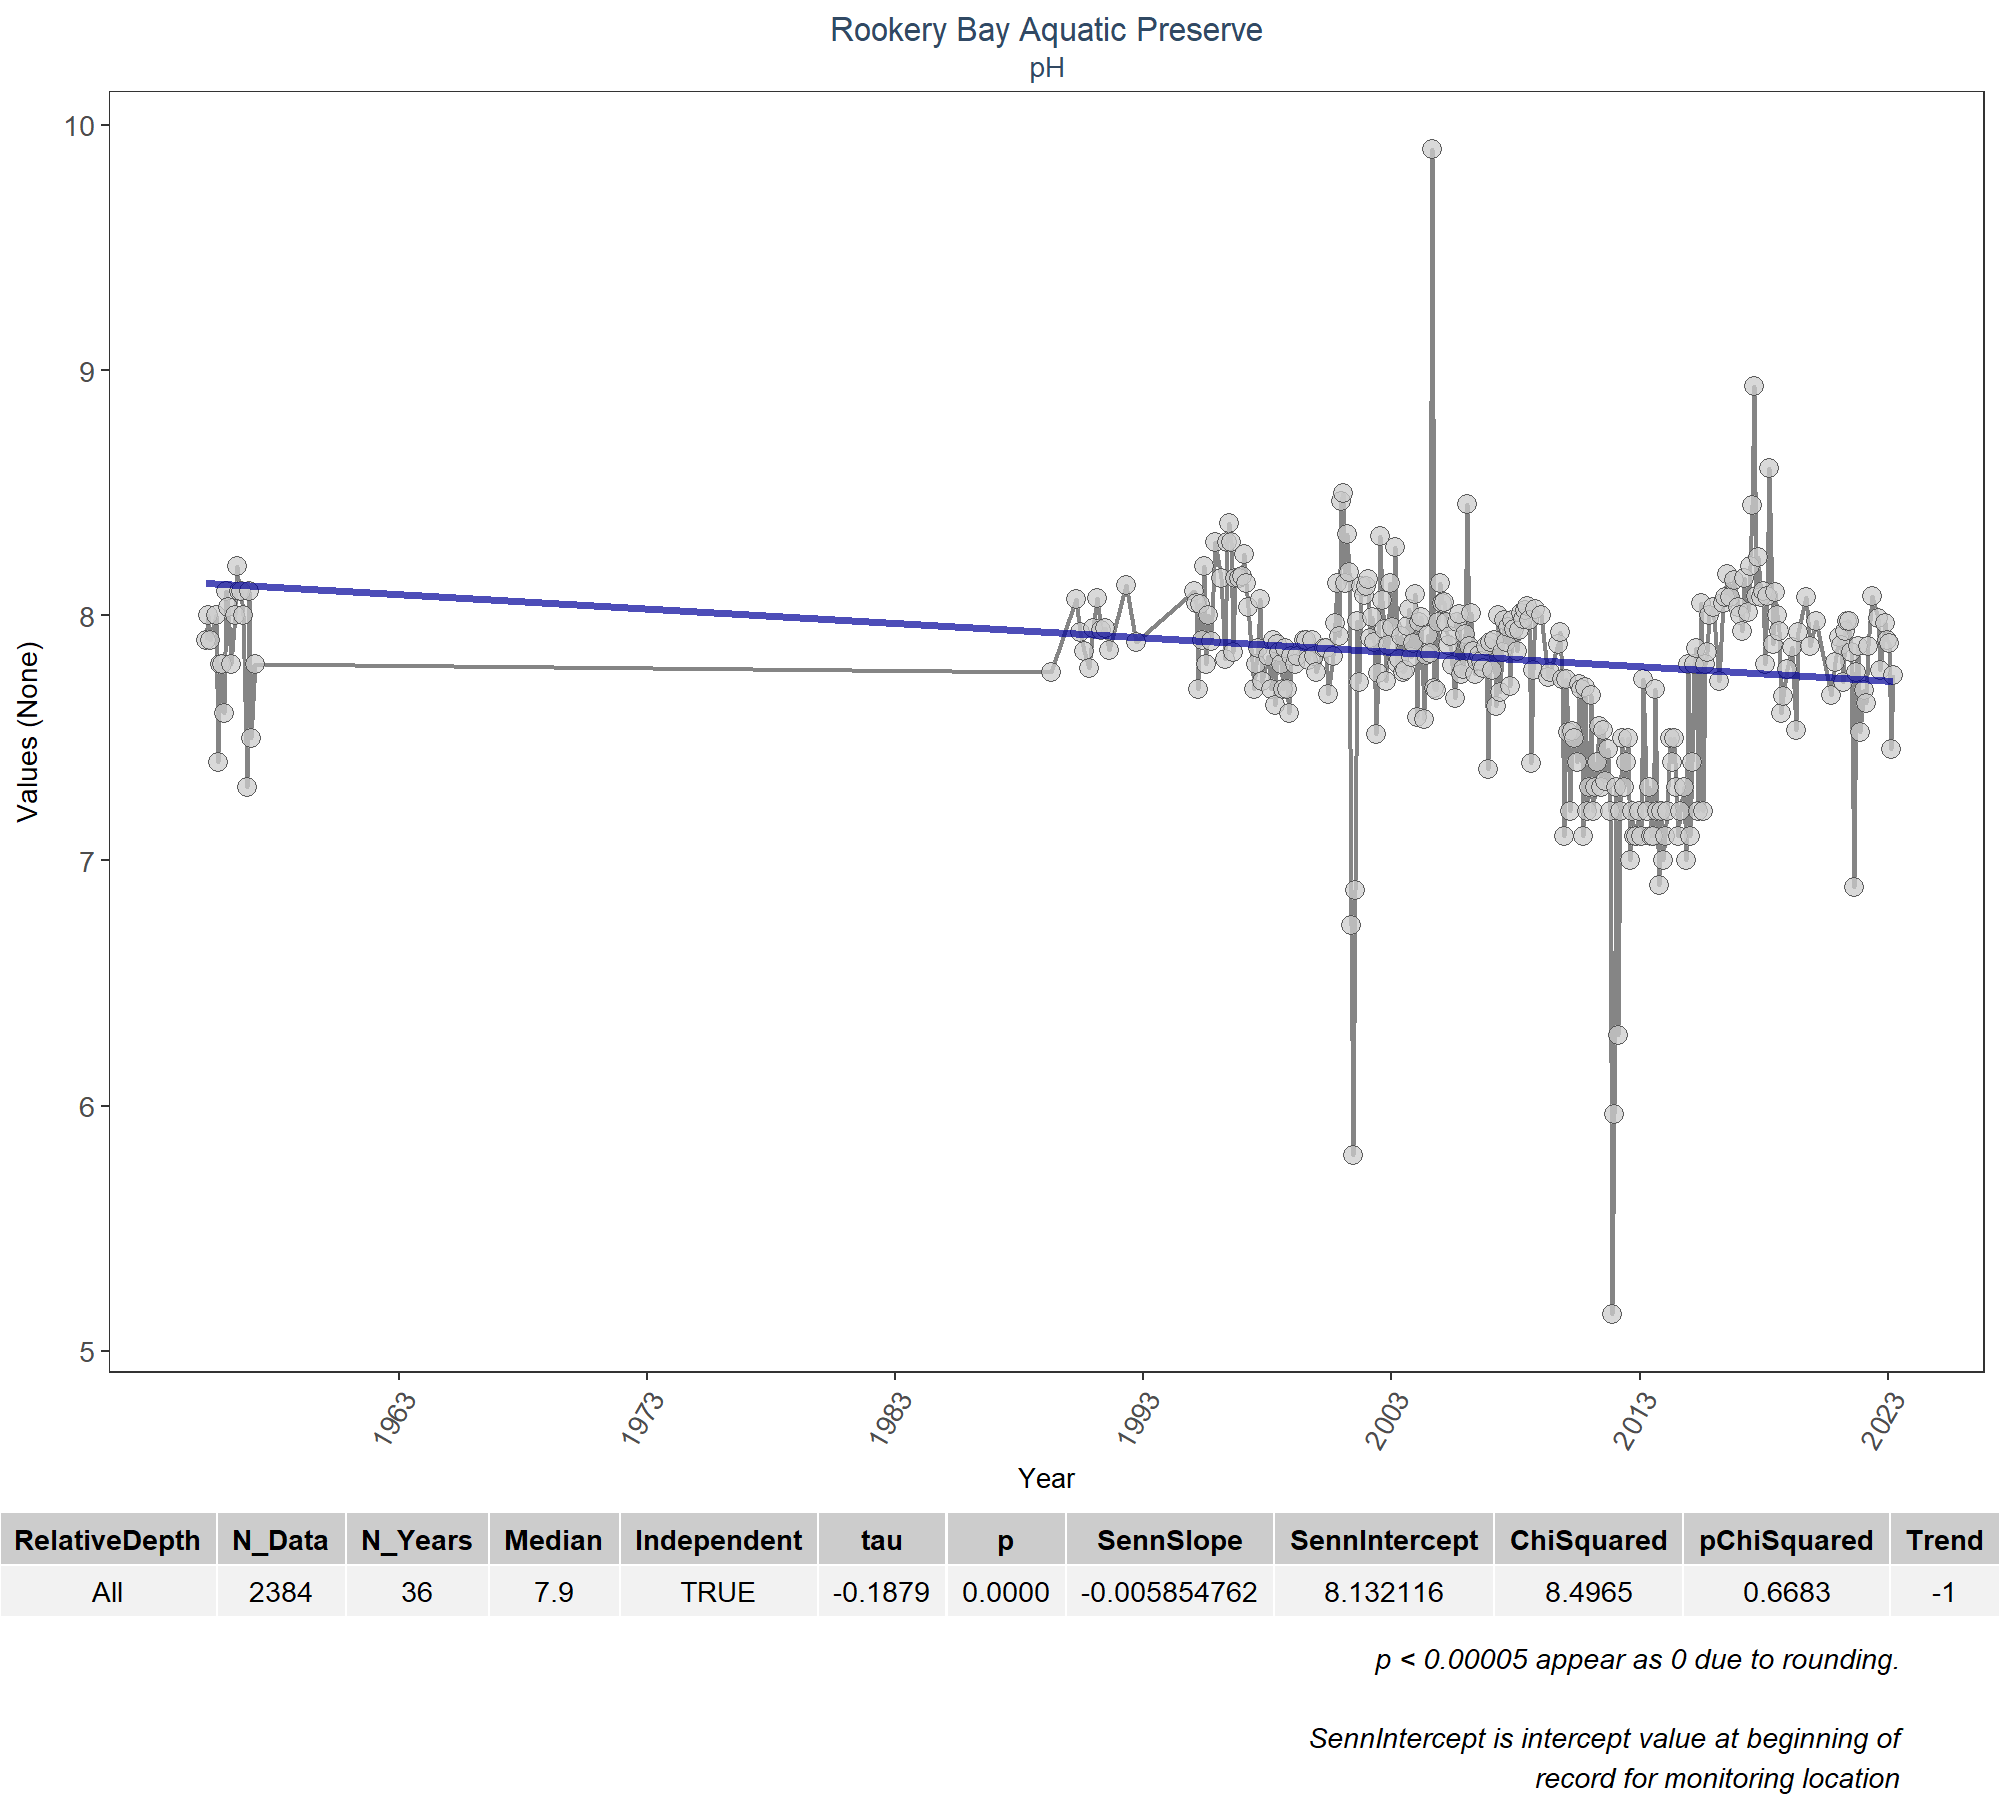 Rookery Bay Aquatic Preserve
pH
Values (None)
10
9
8
7
6
5
1963 1973 1983 1993 2003 2013 2023
Year
RelativeDepth N_Data N_Years Median Independent tau p SennSlope SennIntercept ChiSquared pChiSquared Trend
All 2384 36 7.9 TRUE -0.1879 0.0000 -0.005854762 8.132116 8.4965 0.6683 -1
p < 0.00005 appear as 0 due to rounding.
SennIntercept is intercept value at beginning of
record for monitoring location